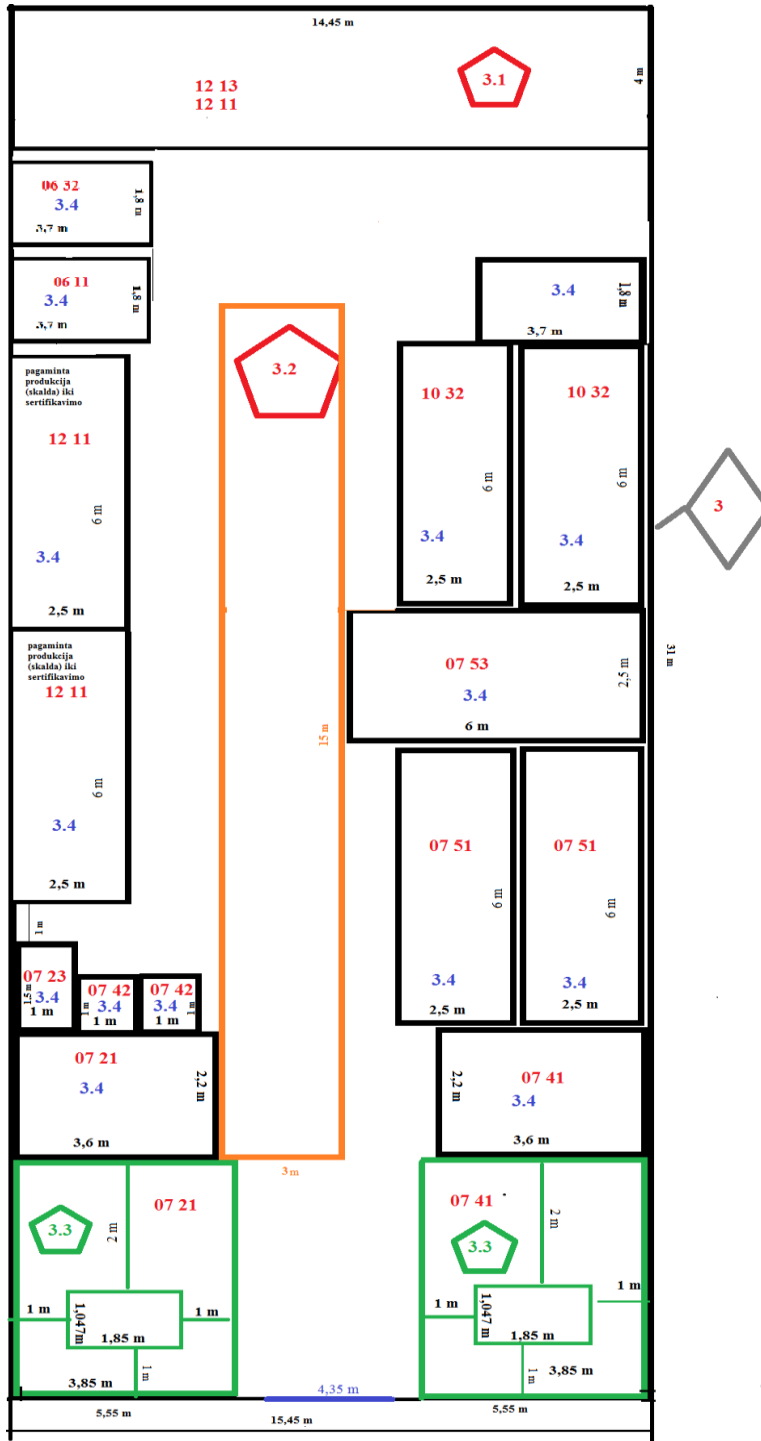 14,45 m
3.1
4 m
12 13
12 11
06 32
3.4
1,8 m
3,7 m
06 11
3.4
1,8 m
3,7 m
3.4
1,8 m
3,7 m
3.2
pagaminta
produkcija
(skalda) iki
sertifikavimo
12 11
6 m
3.4
2,5 m
10 32
6 m
3.4
2,5 m
10 32
6 m
3.4
2,5 m
3
pagaminta
produkcija
(skalda) iki
sertifikavimo
12 11
6 m
3.4
2,5 m
07 53
3.4
2,5 m
6 m
31 m
15 m
07 51
6 m
3.4
2,5 m
07 51
6 m
3.4
2,5 m
1 m
07 23
1,5 m
3.4
1 m
07 42
1 m
3.4
1 m
07 42
3.4
1 m
1 m
07 21
3.4
2,2 m
3,6 m
07 41
2,2 m
3.4
3,6 m
3 m
07 21
3.3
2 m
1 m
1,047m
1,85 m
1 m
1 m
3,85 m
07 41
3.3
2 m
1 m
1,047 m
1,85 m
1 m
1 m
3,85 m
4,35 m
5,55 m
15,45 m
5,55 m